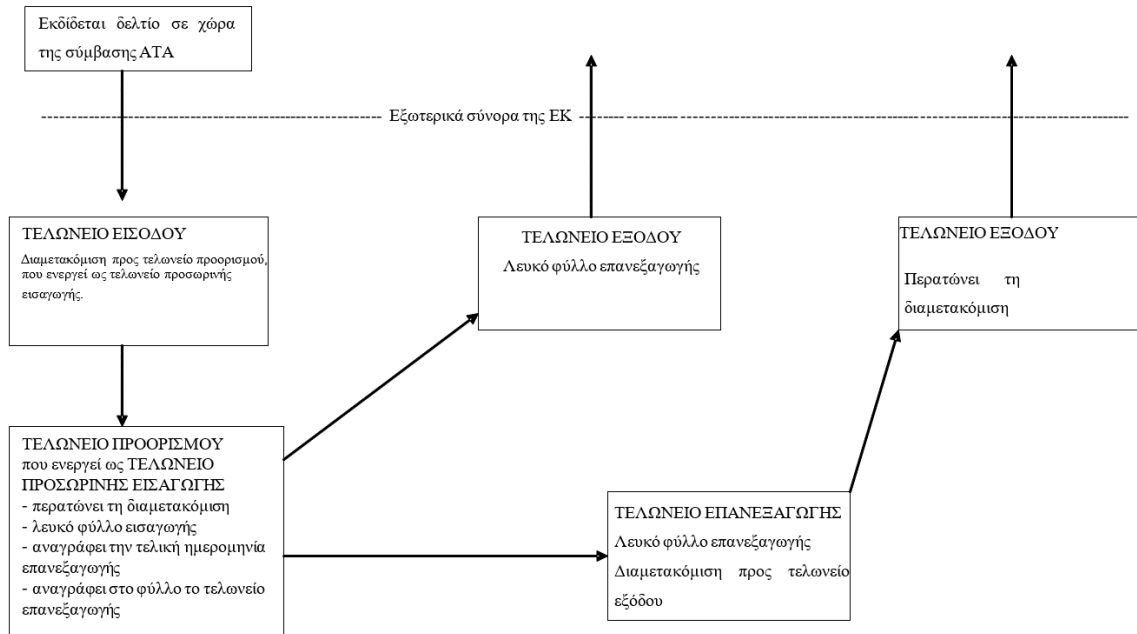 Εκδίδεται δελτίο σε χώρα
της σύμβασης ΑΤΑ
Εξωτερικά σύνορα της ΕΚ
ΤΕΛΩΝΕΙΟ ΕΙΣΟΔΟΥ
Διαμετακόμιση προς τελωνείο προορισμού,
που ενεργεί ως τελωνείο προσωρινής
εισαγωγής.
ΤΕΛΩΝΕΙΟ ΕΞΟΔΟΥ
Λευκό φύλλο επανεξαγωγής
ΤΕΛΩΝΕΙΟ ΕΞΟΔΟΥ
Περατώνει τη
διαμετακόμιση
ΤΕΛΩΝΕΙΟ ΠΡΟΟΡΙΣΜΟΥ
που ενεργεί ως ΤΕΛΩΝΕΙΟ
ΠΡΟΣΩΡΙΝΗΣ ΕΙΣΑΓΩΓΗΣ
- περατώνει τη διαμετακόμιση
- λευκό φύλλο εισαγωγής
- αναγράφει την τελική ημερομηνία
επανεξαγωγής
- αναγράφει στο φύλλο το τελωνείο
επανεξαγωγής
ΤΕΛΩΝΕΙΟ ΕΠΑΝΕΞΑΓΩΓΗΣ
Λευκό φύλλο επανεξαγωγής
Διαμετακόμιση προς τελωνείο
εξόδου